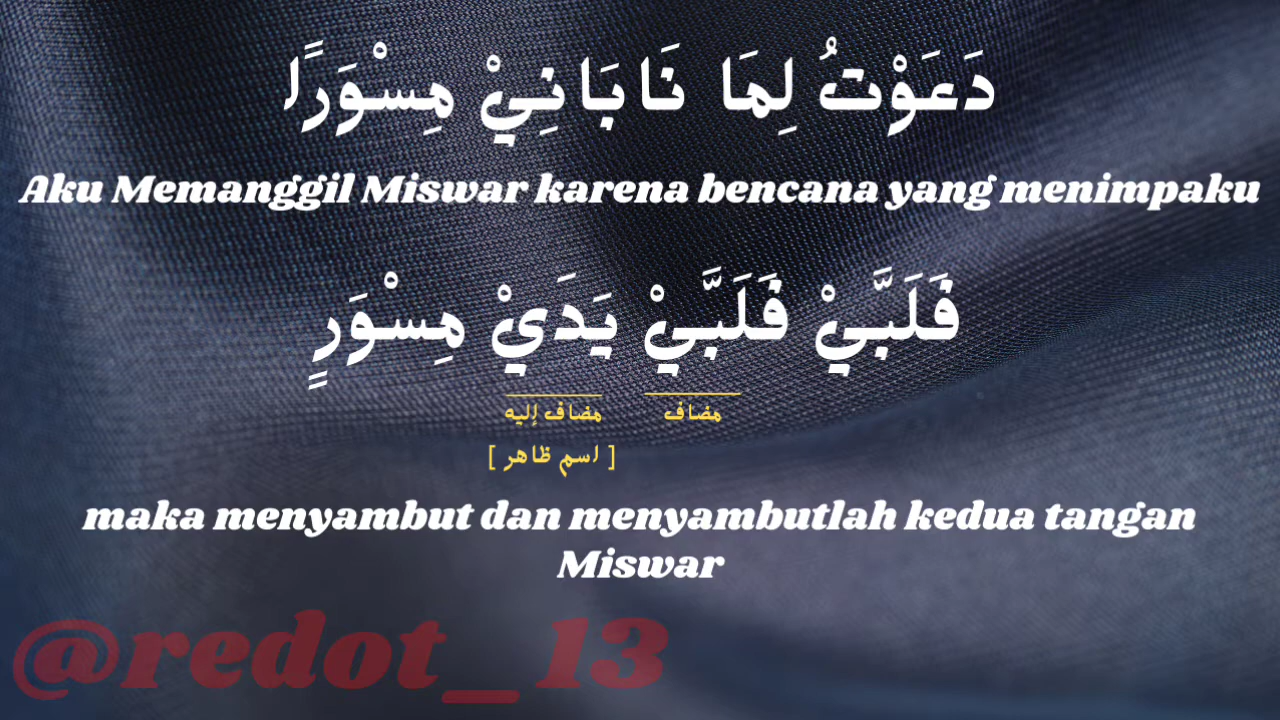 دَعَوْتُ لِمَا نَابَانِيْ مِسْوَرًا
Aku Memanggil Miswar karena bencana yang menimpaku
فَلَبَّيْ فَلَبَّيْ يَدَيْ مِسْوَرٍ
مضاف مضاف إليه
[ اسم ظاهر ]
maka menyambut dan menyambutlah kedua tangan
Miswar
@redot_13